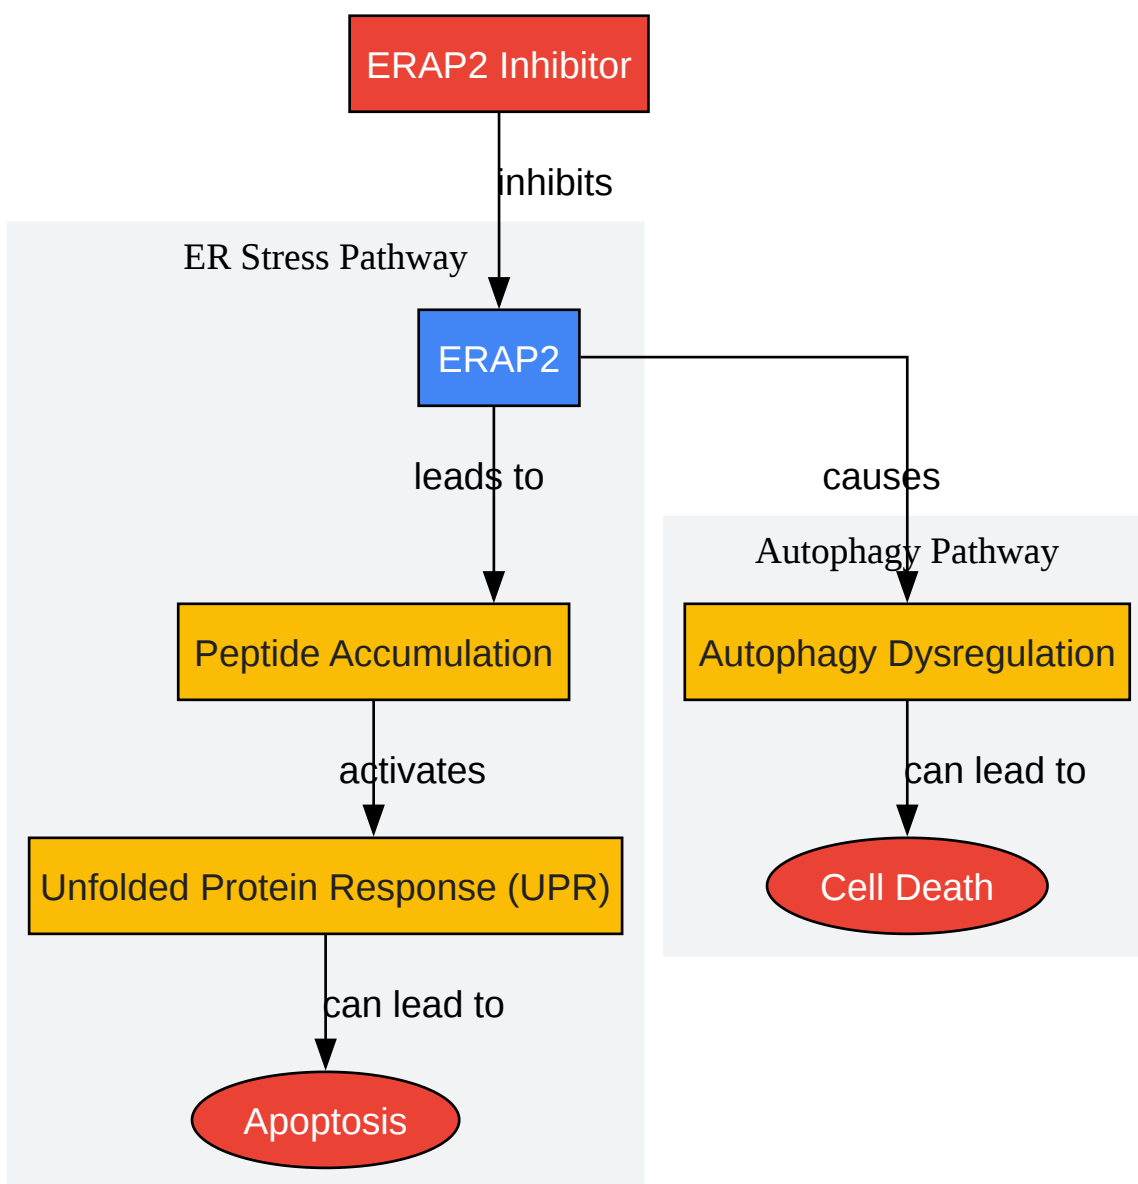 ERAP2 Inhibitor
inhibits
ER Stress Pathway
ERAP2
leads to
causes
Autophagy Pathway
Peptide Accumulation
Autophagy Dysregulation
activates
can lead to
Unfolded Protein Response (UPR)
Cell Death
can lead to
Apoptosis